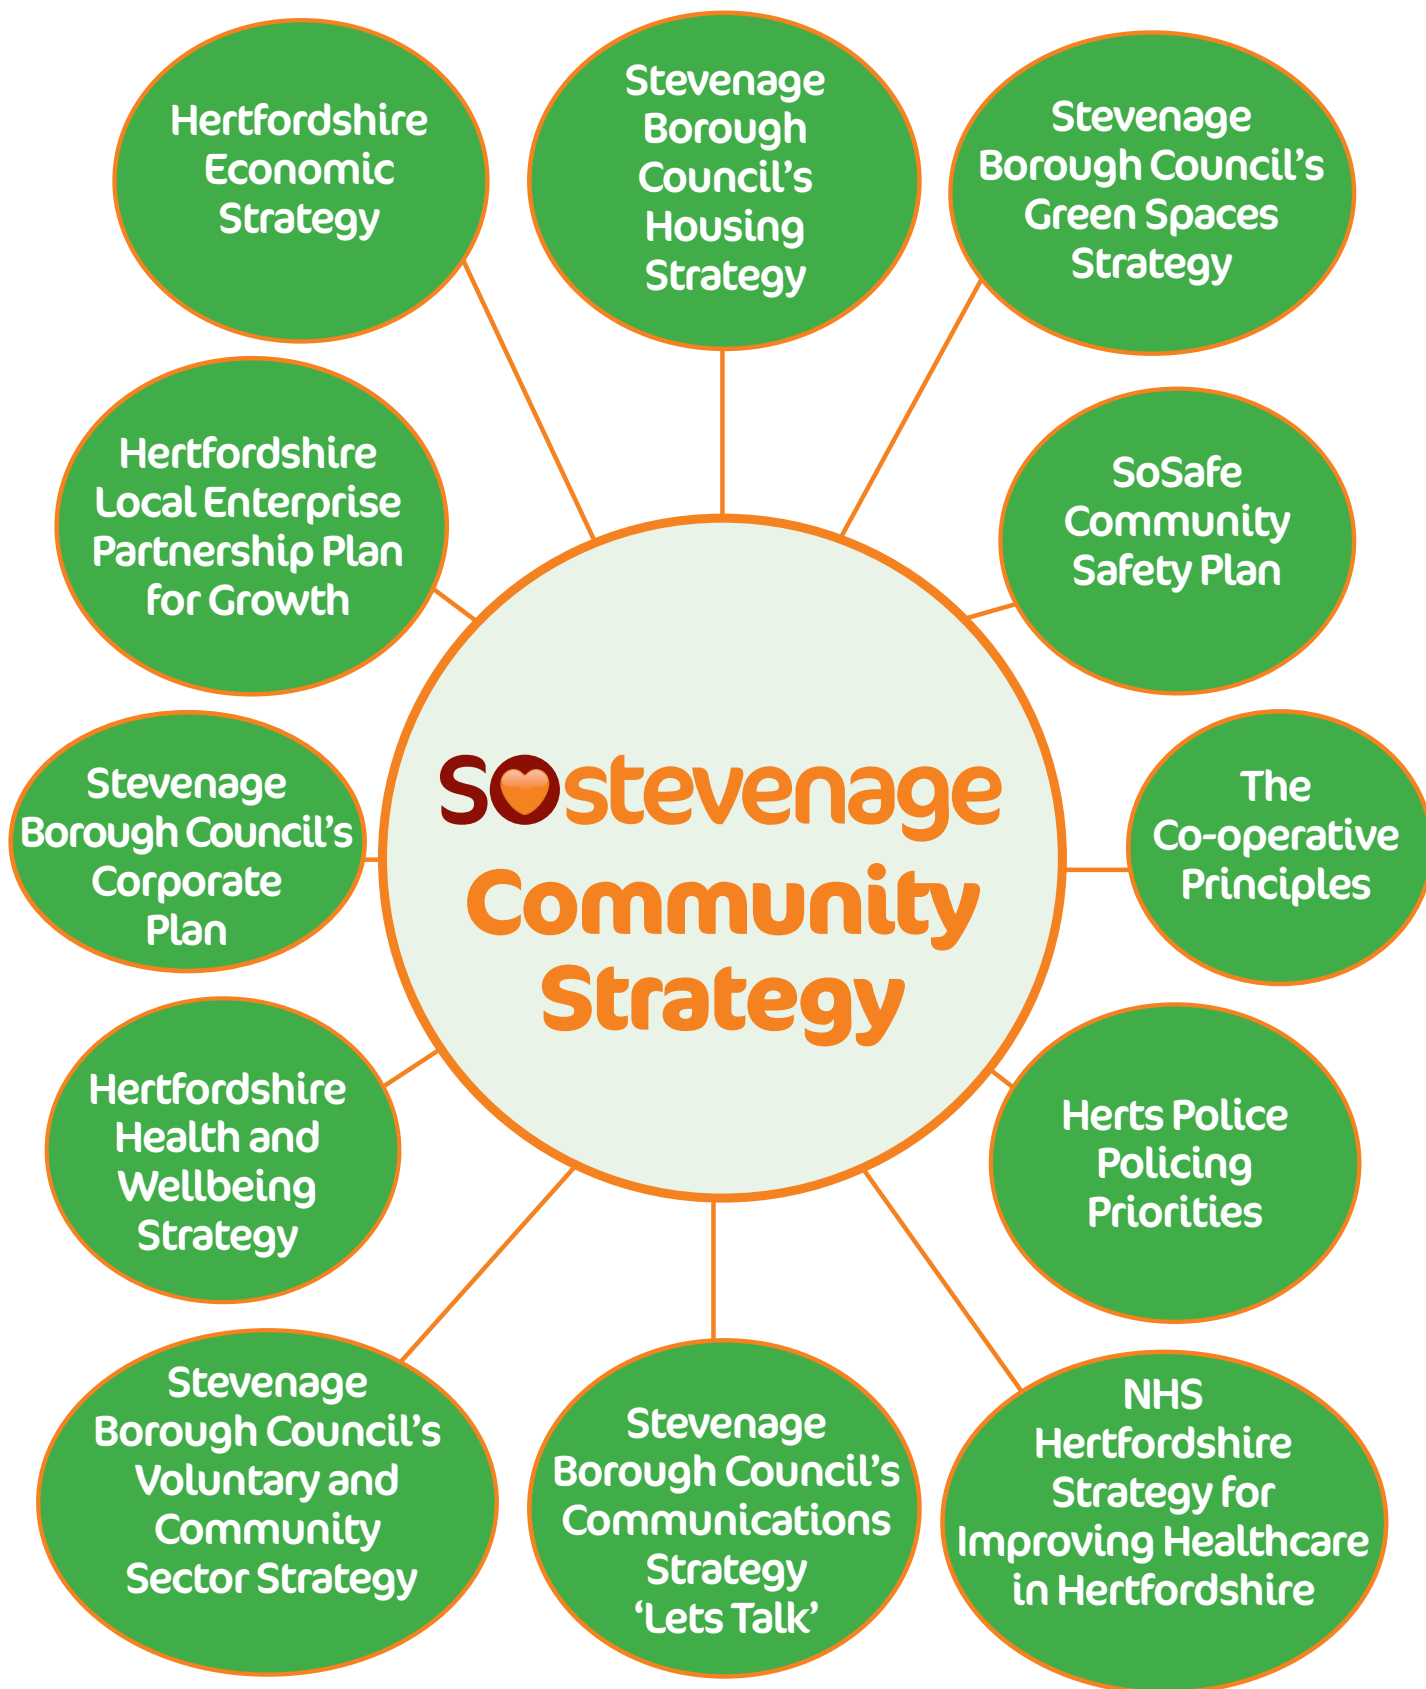 Hertfordshire
Economic
Strategy
Stevenage
Borough
Council’s
Housing
Strategy
Stevenage
Borough Council’s
Green Spaces
Strategy
Hertfordshire
Local Enterprise
Partnership Plan
for Growth
SoSafe
Community
Safety Plan
Stevenage
Borough Council’s
Corporate
Plan
SOstevenage
Community
Strategy
The
Co-operative
Principles
Hertfordshire
Health and
Wellbeing
Strategy
Herts Police
Policing
Priorities
Stevenage
Borough Council’s
Voluntary and
Community
Sector Strategy
Stevenage
Borough Council’s
Communications
Strategy
‘Lets Talk’
NHS
Hertfordshire
Strategy for
Improving Healthcare
in Hertfordshire